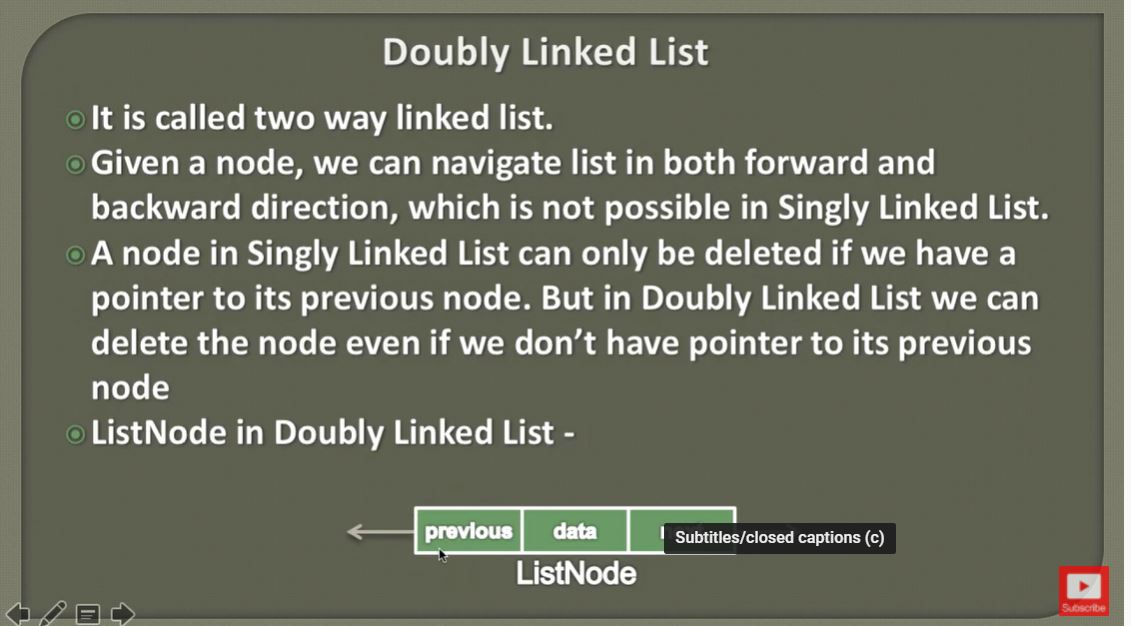 Doubly Linked List
It is called two way linked list.
Given a node, we can navigate list in both forward and
backward direction, which is not possible in Singly Linked List.
A node in Singly Linked List can only be deleted if we have a
pointer to its previous node. But in Doubly Linked List we can
delete the node even if we don't have pointer to its previous
node
ListNode in Doubly Linked List -
previous data
Subtitles/closed captions (c)
ListNode
Subscribe